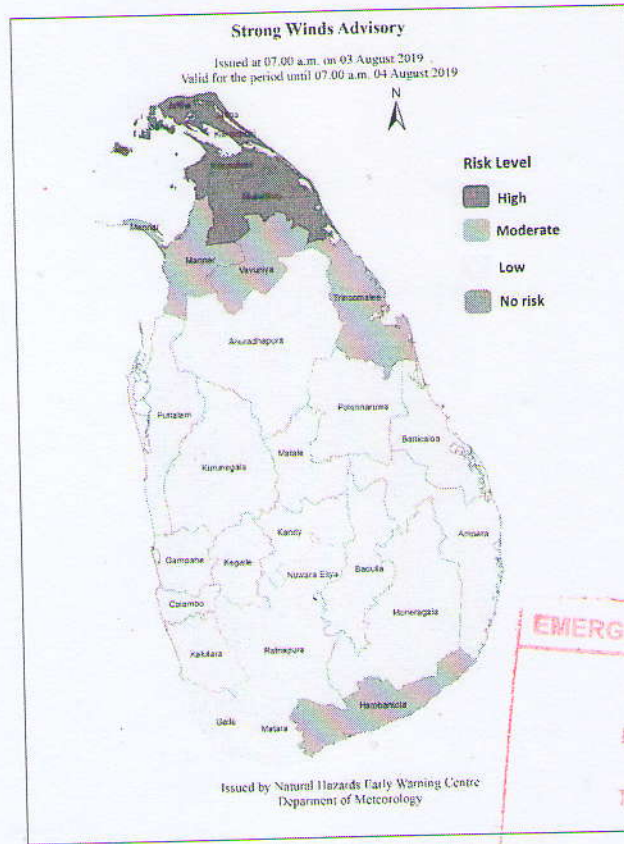 Strong Winds Advisory
Issued at 07.00 a.m. on 03 August 2019
Valid for the period until 07.00 a.m. 04 August 2019
N
Risk Level
High
Moderate
Low
No risk
Jaffna
Mannar
Mannar
Vavuniya
Trincomalee
Anuradhapura
Puttalam
Polonnaruwa
Batticaloa
Kurunegala
Matale
Kandy
Ampara
Gampaha
Kegalle
Nuwara Eliya
Badulla
Colombo
Moneragala
Kalutara
Ratnapura
Hambantota
Galle
Matara
EMERG
Issued by Natural Hazards Early Warning Centre
Deparment of Meteorology